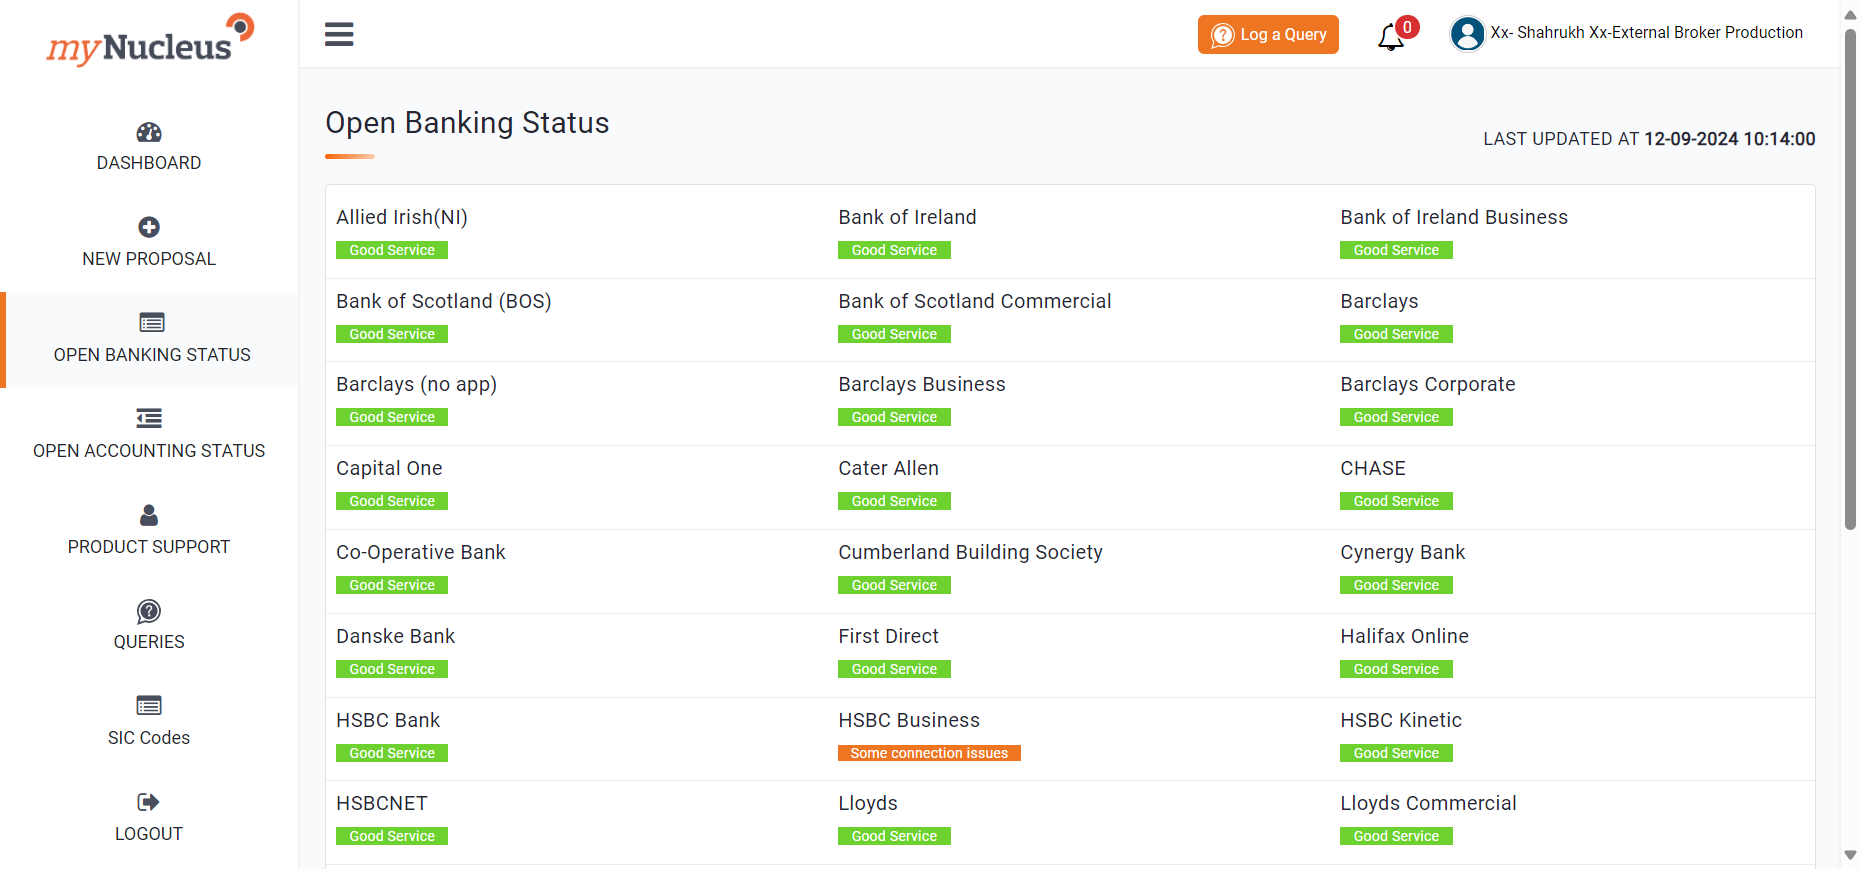 myNucleus
Log a Query
0
Xx- Shahrukh Xx-External Broker Production
DASHBOARD
NEW PROPOSAL
OPEN BANKING STATUS
OPEN ACCOUNTING STATUS
PRODUCT SUPPORT
QUERIES
SIC Codes
LOGOUT
Open Banking Status
LAST UPDATED AT 12-09-2024 10:14:00
Allied Irish(NI) Bank of Ireland Bank of Ireland Business
Good Service Good Service Good Service
Bank of Scotland (BOS) Bank of Scotland Commercial Barclays
Good Service Good Service Good Service
Barclays (no app) Barclays Business Barclays Corporate
Good Service Good Service Good Service
Capital One Cater Allen CHASE
Good Service Good Service Good Service
Co-Operative Bank Cumberland Building Society Cynergy Bank
Good Service Good Service Good Service
Danske Bank First Direct Halifax Online
Good Service Good Service Good Service
HSBC Bank HSBC Business HSBC Kinetic
Good Service Some connection issues Good Service
HSBCNET Lloyds Lloyds Commercial
Good Service Good Service Good Service